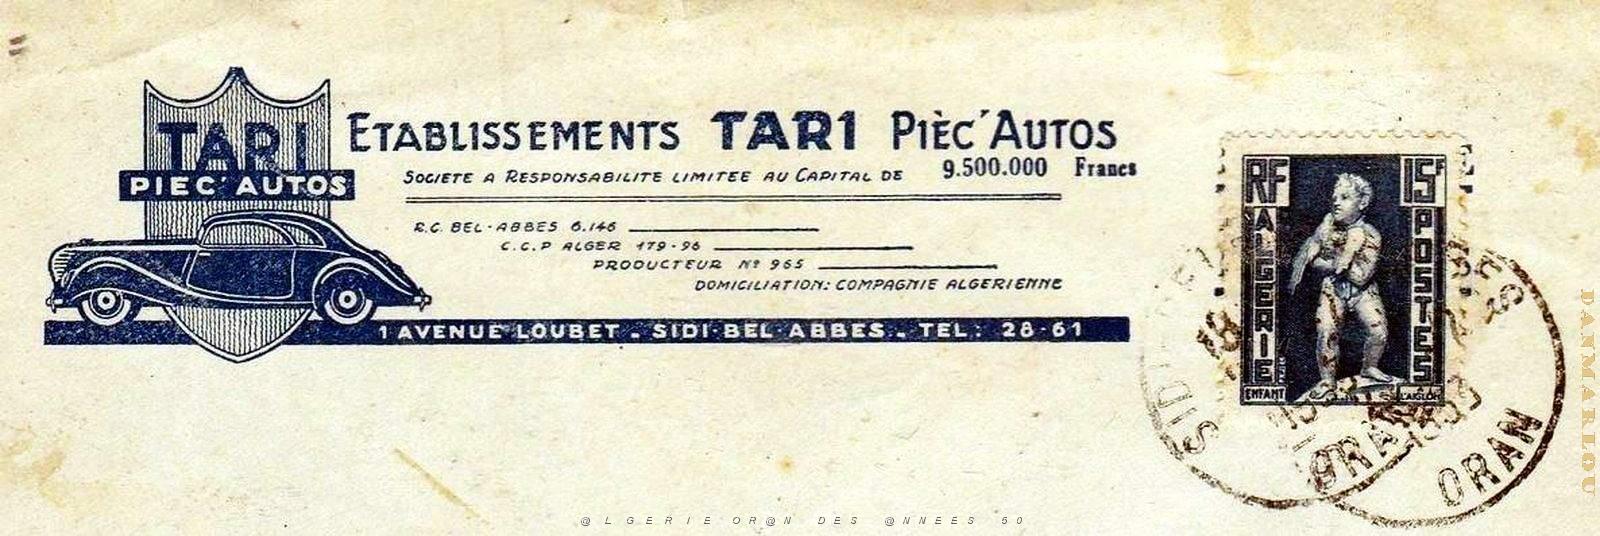 TARI
PIEC'AUTOS
ETABLISSEMENTS TARI PIÈC'AUTOS
SOCIETE A RESPONSABILITE LIMITEE AU CAPITAL DE 9.500.000 Francs
R.C. BEL-ABBES 6.146
C.C.P ALGER 179-96
PRODUCTEUR Nº 965
DOMICILIATION: COMPAGNIE ALGERIENNE
1 AVENUE LOUBET - SIDI-BEL-ABBES - TEL: 28-61
RF
15F
ALGERIE
POSTES
ENFANT
A L'AIGLON
SIDI
ORAN
ORAN
DANMARLOU
@LGERIE OR@N DES @NNEES 50